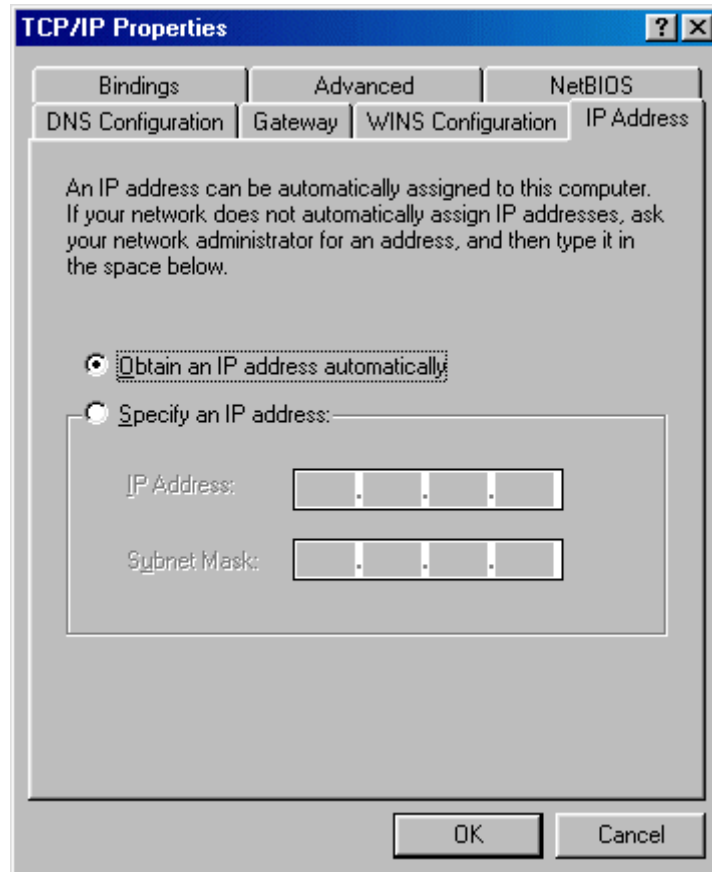 TCP/IP Properties
Bindings
Advanced
NetBIOS
DNS Configuration
Gateway
WINS Configuration
IP Address
An IP address can be automatically assigned to this computer.
If your network does not automatically assign IP addresses, ask
your network administrator for an address, and then type it in
the space below.
Obtain an IP address automatically
Specify an IP address:
IP Address:
. . .
Subnet Mask:
. . .
OK
Cancel